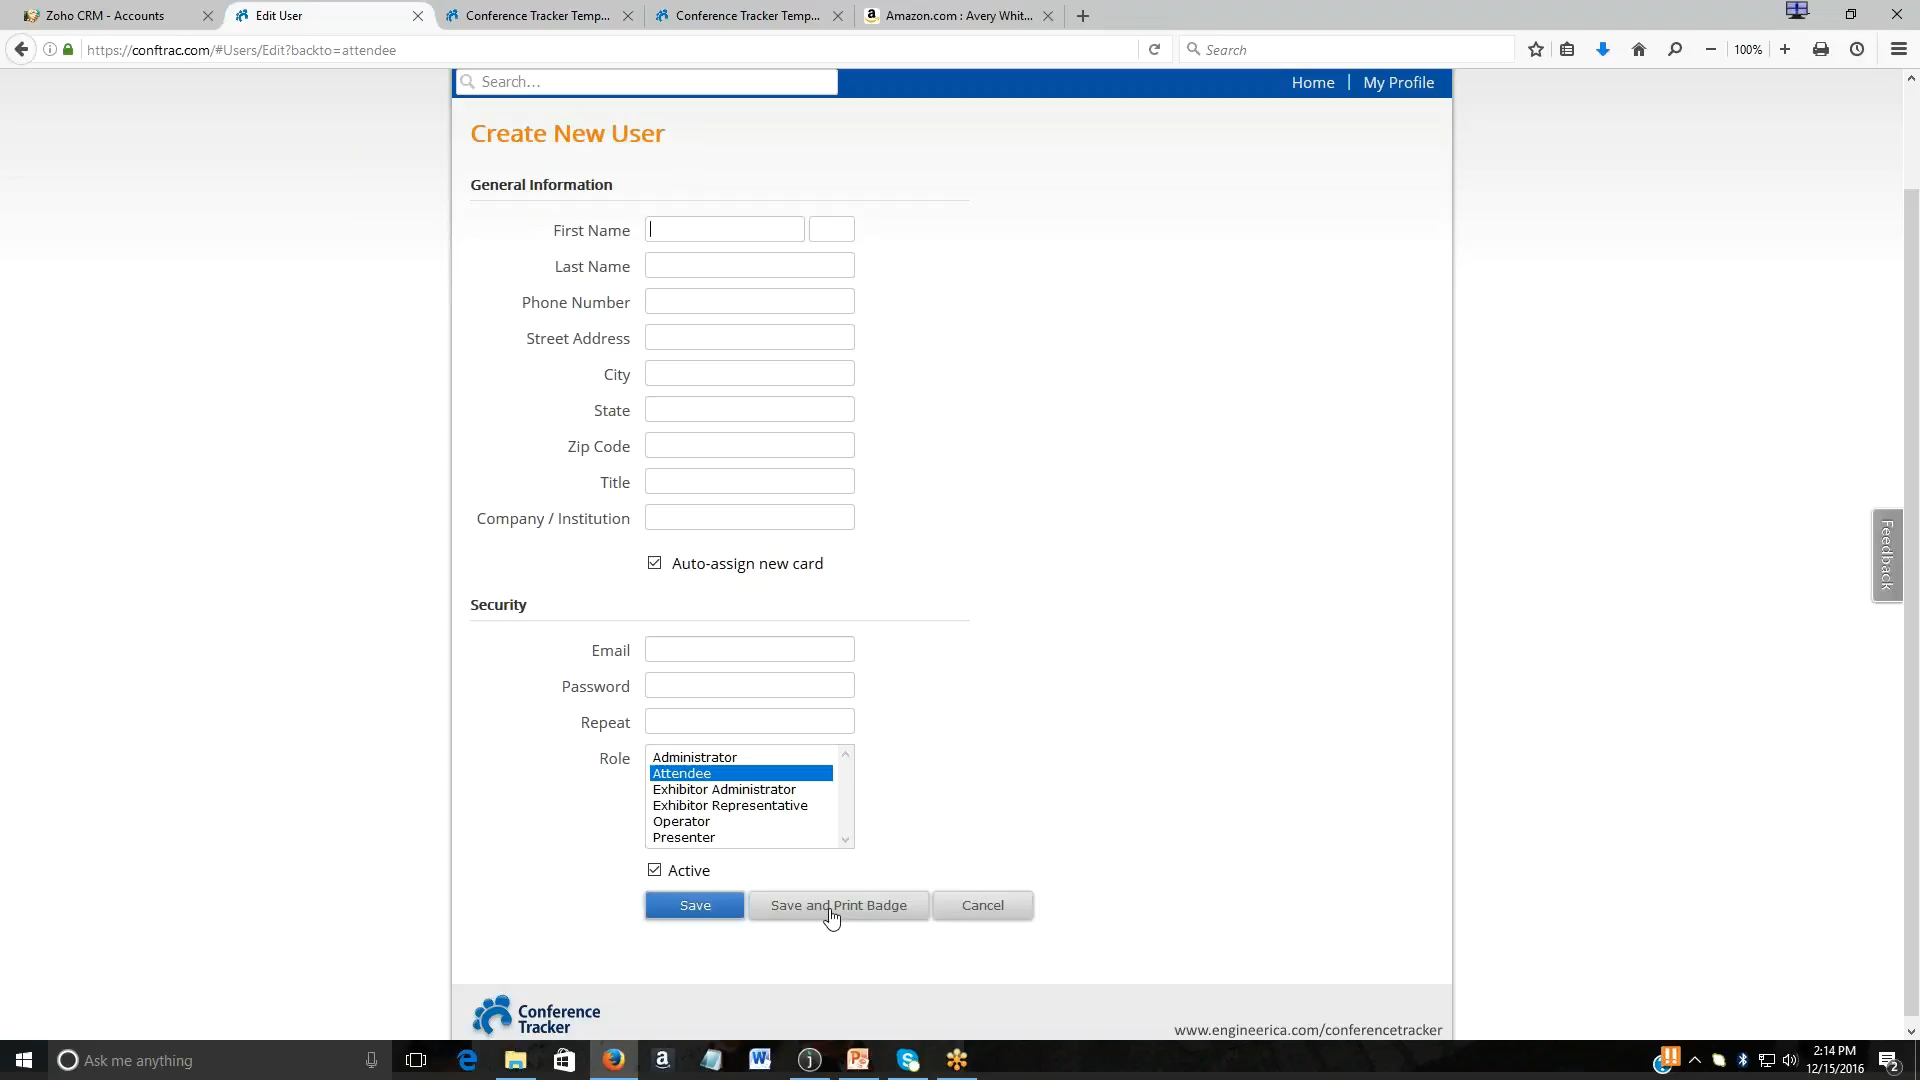 Zoho CRM - Accounts
Edit User
Conference Tracker Temp...
Conference Tracker Temp...
Amazon.com : Avery Whit...
https://conftrac.com/#Users/Edit?backto=attendee
Search
100%
Search...
Home | My Profile
Create New User
General Information
First Name
Last Name
Phone Number
Street Address
City
State
Zip Code
Title
Company / Institution
Auto-assign new card
Security
Email
Password
Repeat
Role
Administrator
Attendee
Exhibitor Administrator
Exhibitor Representative
Operator
Presenter
Active
Save
Save and Print Badge
Cancel
Feedback
Conference
Tracker
www.engineerica.com/conferencetracker
Ask me anything
2:14 PM
12/15/2016
2